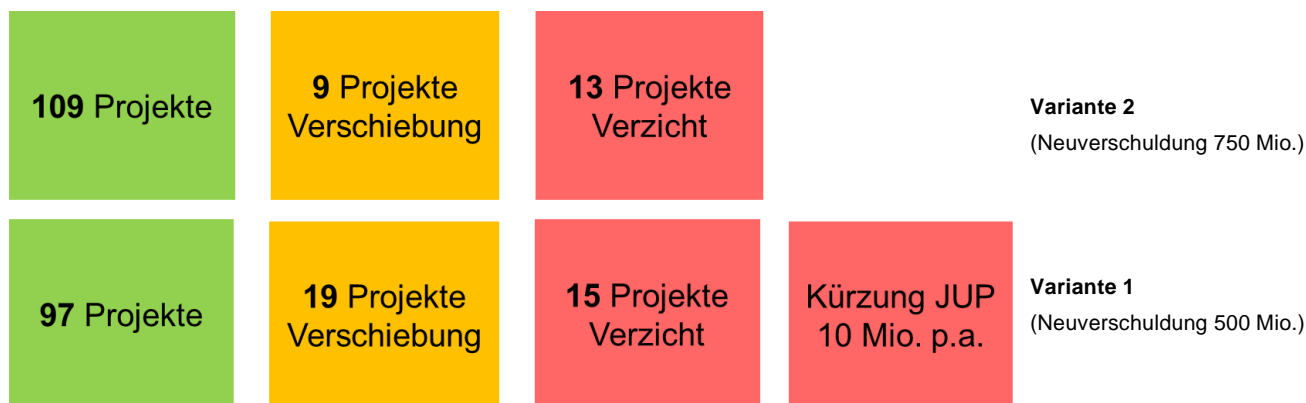 109 Projekte
9 Projekte
Verschiebung
13 Projekte
Verzicht
Variante 2
(Neuverschuldung 750 Mio.)
97 Projekte
19 Projekte
Verschiebung
15 Projekte
Verzicht
Kürzung JUP
10 Mio. p.a.
Variante 1
(Neuverschuldung 500 Mio.)